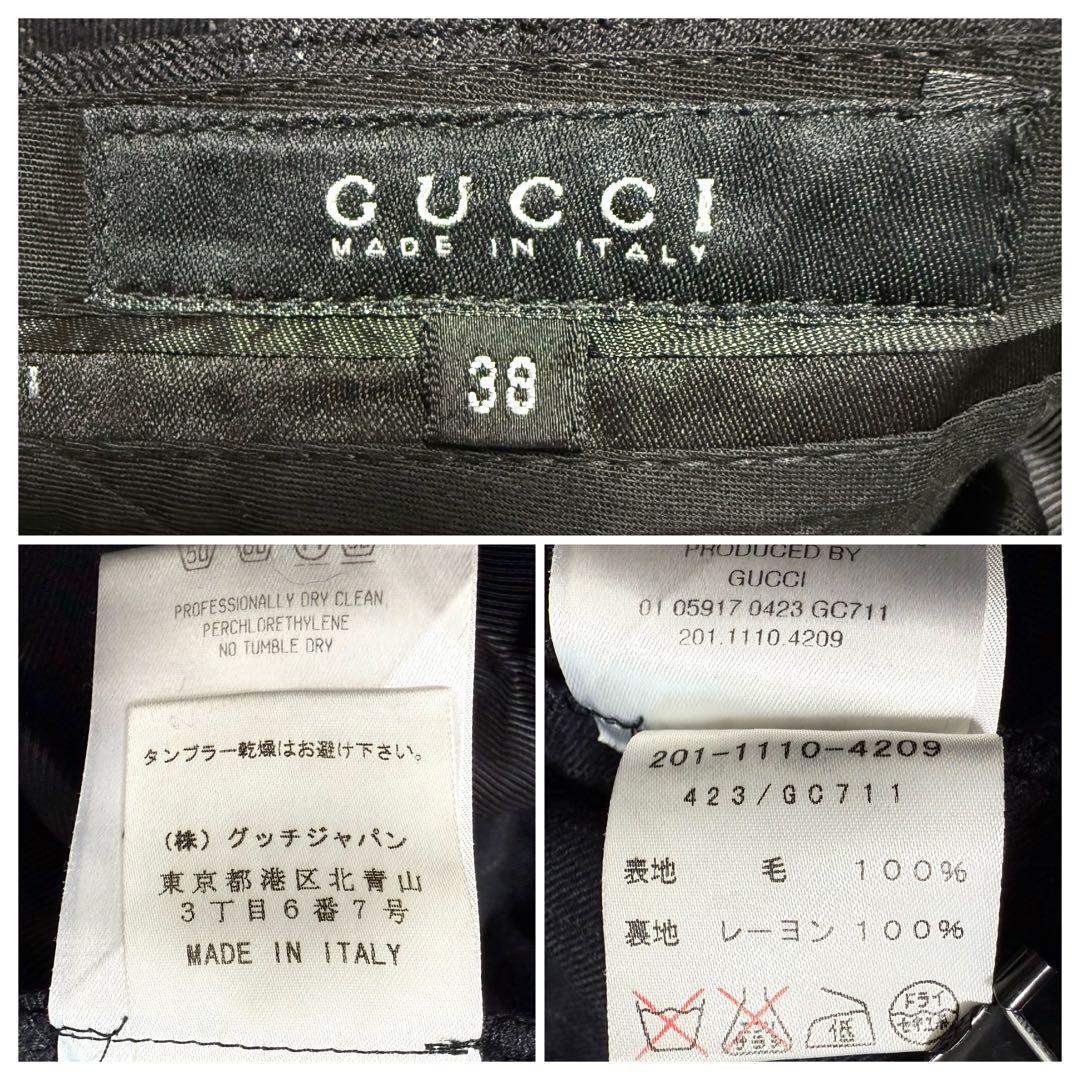 GUCCI
MADE IN ITALY
38
PROFESSIONALLY DRY CLEAN
PERCHLORETHYLENE
NO TUMBLE DRY
タンブラー乾燥はお避け下さい。
(株)グッチジャパン
東京都港区北青山
3丁目6番7号
MADE IN ITALY
PRODUCED BY
GUCCI
01 05917 0423 GC711
201.1110.4209
201-1110-4209
423/GC711
表地 毛 100%
裏地 レーヨン 100%
低 ドライ